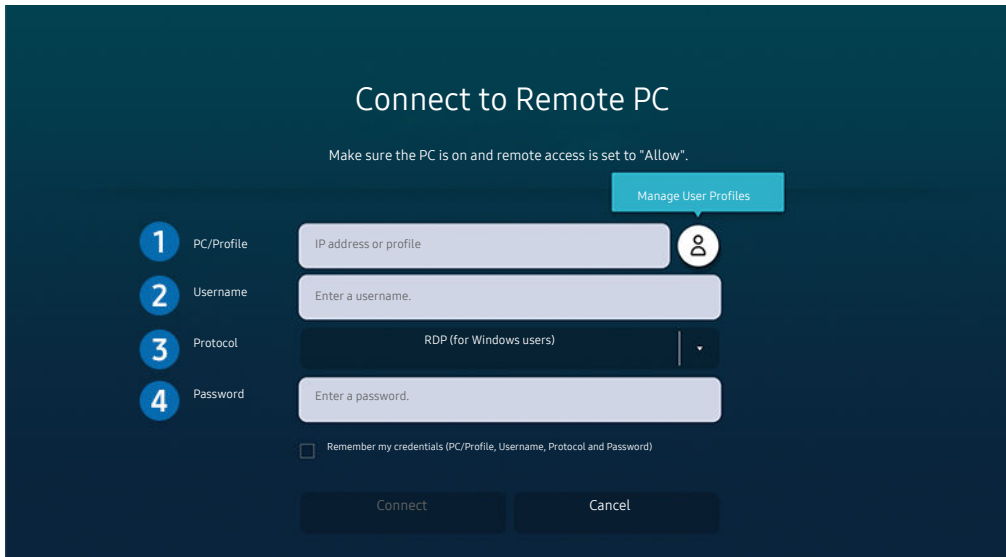 Connect to Remote PC
Make sure the PC is on and remote access is set to "Allow".
Manage User Profiles
1 PC/Profile IP address or profile
2 Username Enter a username.
3 Protocol RDP (for Windows users)
4 Password Enter a password.
Remember my credentials (PC/Profile, Username, Protocol and Password)
Connect Cancel